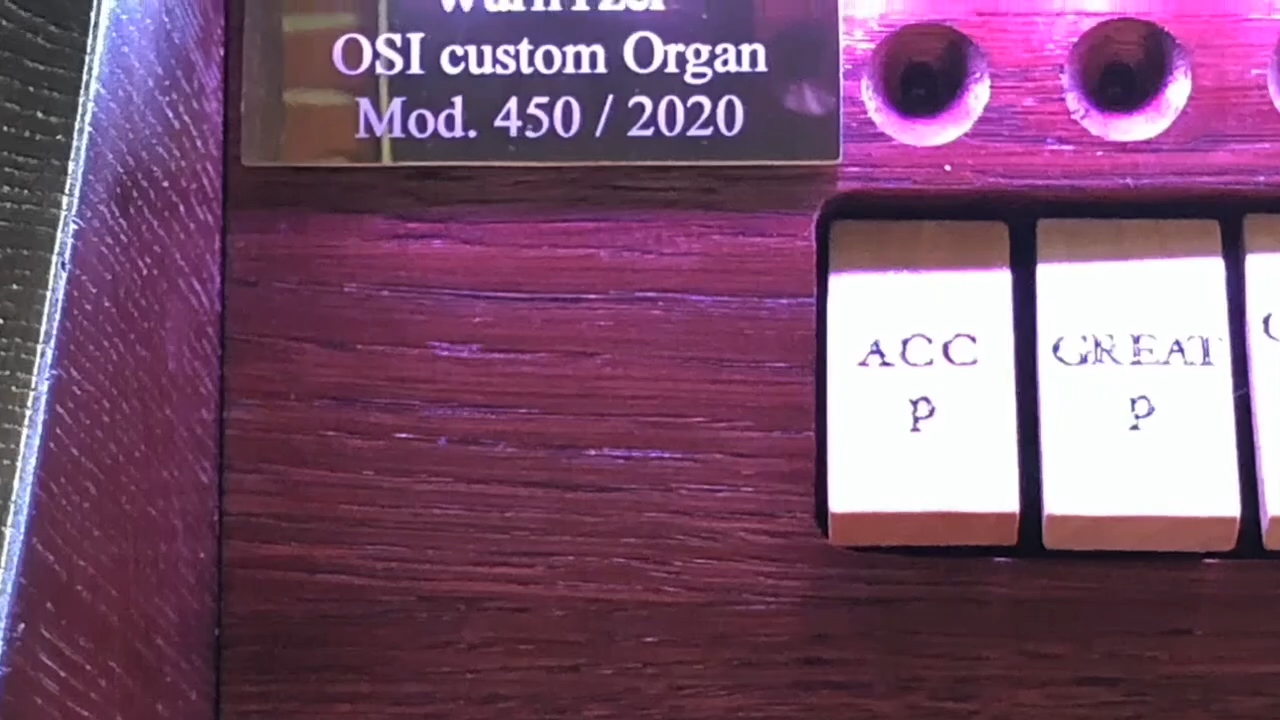 OSI custom Organ
Mod. 450 / 2020
ACC
p
GREAT
p